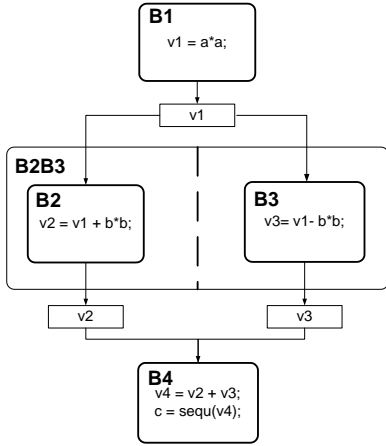 B1
v1 = a*a;
v1
B2B3
B2
v2 = v1 + b*b;
B3
v3= v1- b*b;
v2
v3
B4
v4 = v2 + v3;
c = sequ(v4);